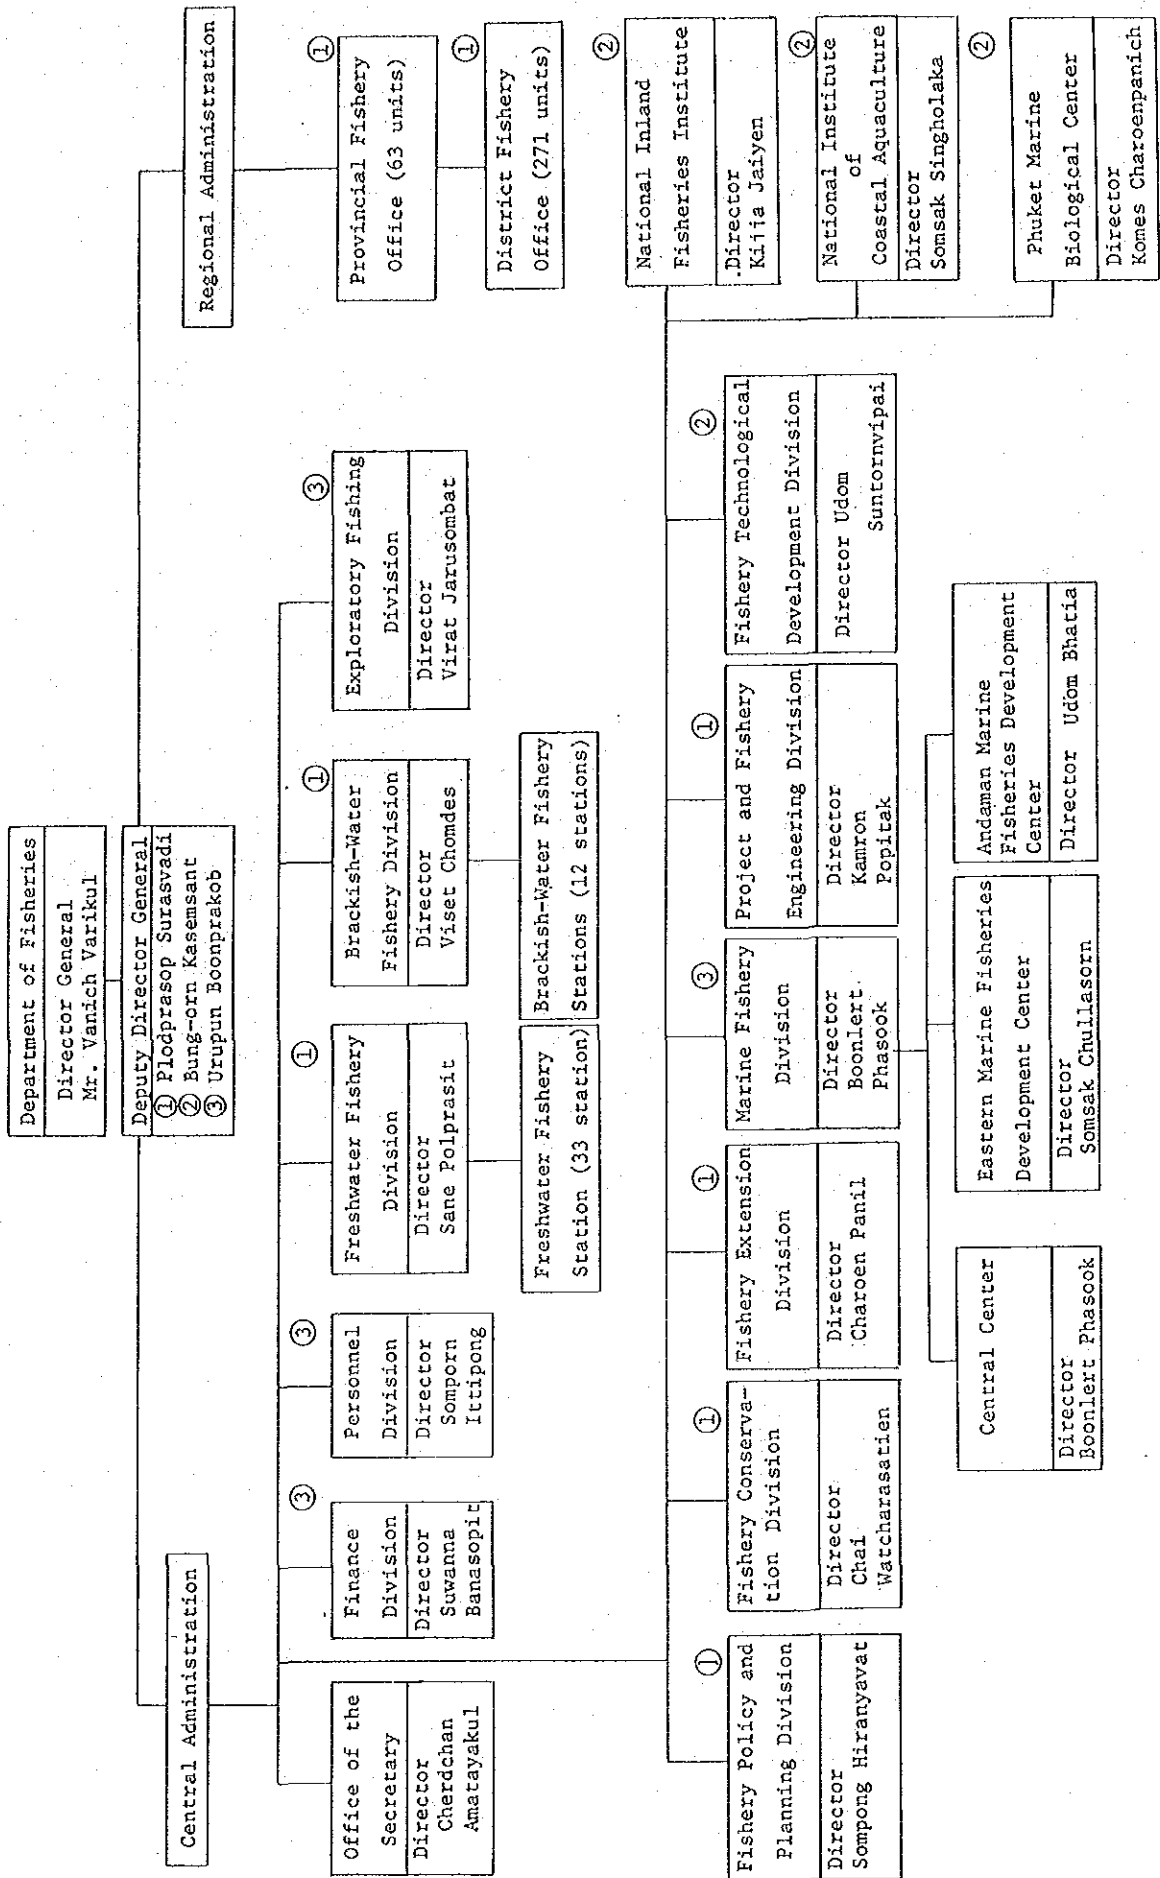 Department of Fisheries
Director General
Mr. Vanich Varikul
Deputy Director General
① Plodprasop Surasvadi
② Bung-orn Kasemsant
③ Urupun Boonprakob
Central Administration
Regional Administration
Office of the
Secretary
Director
Cherdchan
Amatayakul
③
Finance
Division
Director
Suwanna
Banasopit
③
Personnel
Division
Director
Somporn
Ittipong
①
Freshwater Fishery
Division
Director
Sane Polprasit
Freshwater Fishery
Station (33 station)
①
Brackish-Water
Fishery Division
Director
Viset Chomdes
Brackish-Water Fishery
Stations (12 stations)
③
Exploratory Fishing
Division
Director
Virat Jarusombat
①
Provincial Fishery
Office (63 units)
①
District Fishery
Office (271 units)
①
Fishery Policy and
Planning Division
Director
Sompong Hiranyavat
①
Fishery Conserva-
tion Division
Director
Chai
Watcharasatien
①
Fishery Extension
Division
Director
Charoen Panil
③
Marine Fishery
Division
Director
Boonlert.
Phasook
①
Project and Fishery
Engineering Division
Director
Kamron
Popitak
②
Fishery Technological
Development Division
Director Udom
Suntornvipai
②
National Inland
Fisheries Institute
.Director
Kijja Jaiyen
②
National Institute
of
Coastal Aquaculture
Director
Somsak Singholaka
②
Phuket Marine
Biological Center
Director
Komes Charoenpanich
Central Center
Director
Boonlert Phasook
Eastern Marine Fisheries
Development Center
Director
Somsak Chullasorn
Andaman Marine
Fisheries Development
Center
Director Udom Bhatia